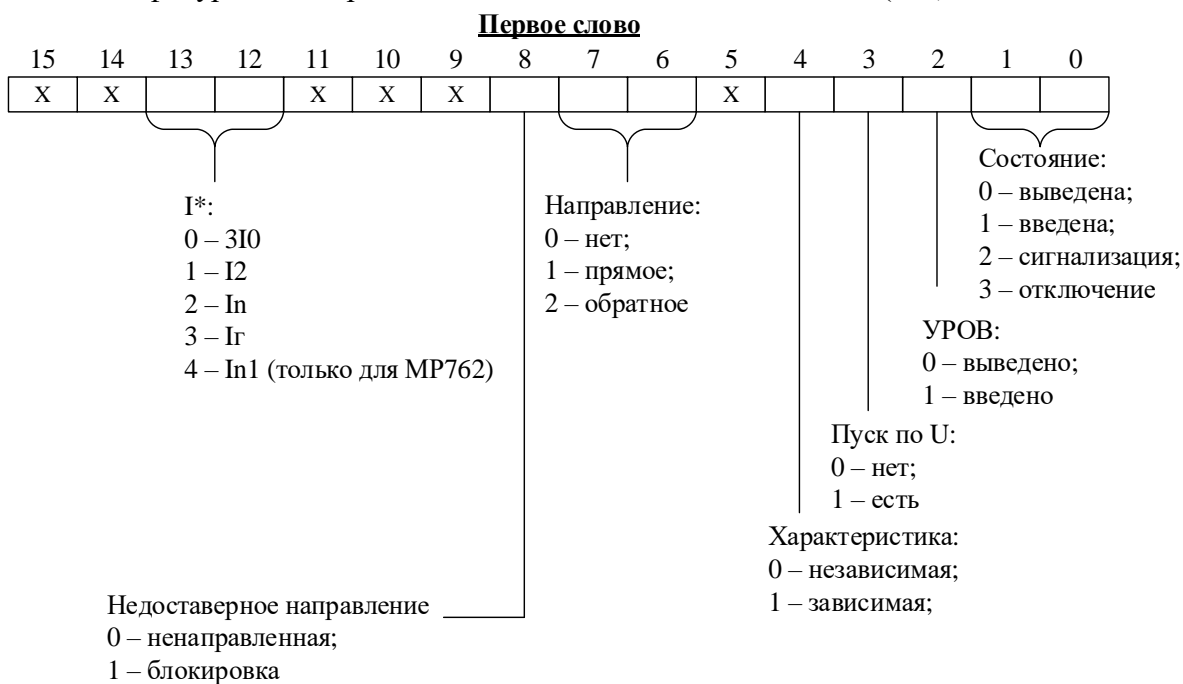 Первое слово
15 14 13 12 11 10 9 8 7 6 5 4 3 2 1 0
X X X X X X
I*:
0 – 3I0
1 – I2
2 – In
3 – Iг
4 – In1 (только для МР762)
Направление:
0 – нет;
1 – прямое;
2 – обратное
Состояние:
0 – выведена;
1 – введена;
2 – сигнализация;
3 – отключение
УРОВ:
0 – выведено;
1 – введено
Пуск по U:
0 – нет;
1 – есть
Характеристика:
0 – независимая;
1 – зависимая;
Недоставерное направление
0 – ненаправленная;
1 – блокировка